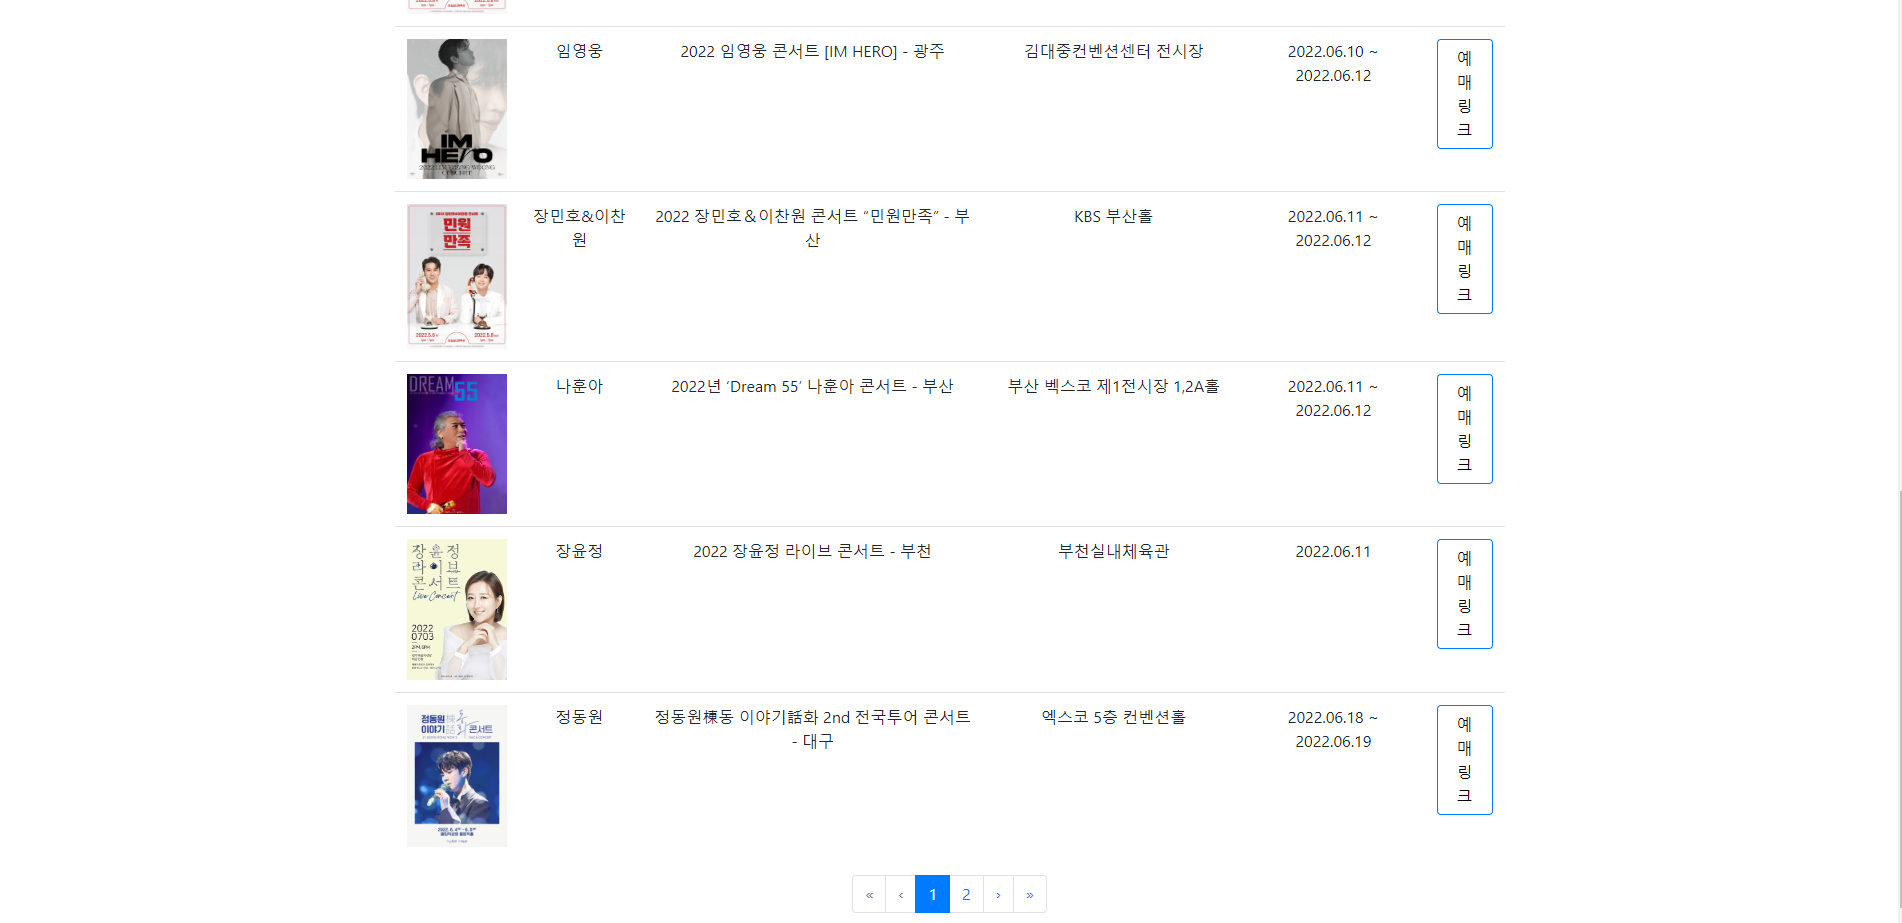 임영웅
2022 임영웅 콘서트 [IM HERO] - 광주
김대중컨벤션센터 전시장
2022.06.10 ~
2022.06.12
예
매
링
크
IM
HERO
장민호&이찬
원
2022 장민호＆이찬원 콘서트 “민원만족” - 부
산
KBS 부산홀
2022.06.11 ~
2022.06.12
예
매
링
크
민원
만족
나훈아
2022년 ‘Dream 55’ 나훈아 콘서트 - 부산
부산 벡스코 제1전시장 1,2A홀
2022.06.11 ~
2022.06.12
예
매
링
크
DREAM
55
장윤정
2022 장윤정 라이브 콘서트 - 부천
부천실내체육관
2022.06.11
예
매
링
크
장윤정
라이브
콘서트
Live Concert
2022
0703
정동원
정동원棟동 이야기話화 2nd 전국투어 콘서트
- 대구
엑스코 5층 컨벤션홀
2022.06.18 ~
2022.06.19
예
매
링
크
정동원棟동
이야기話화콘서트
« ‹ 1 2 › »